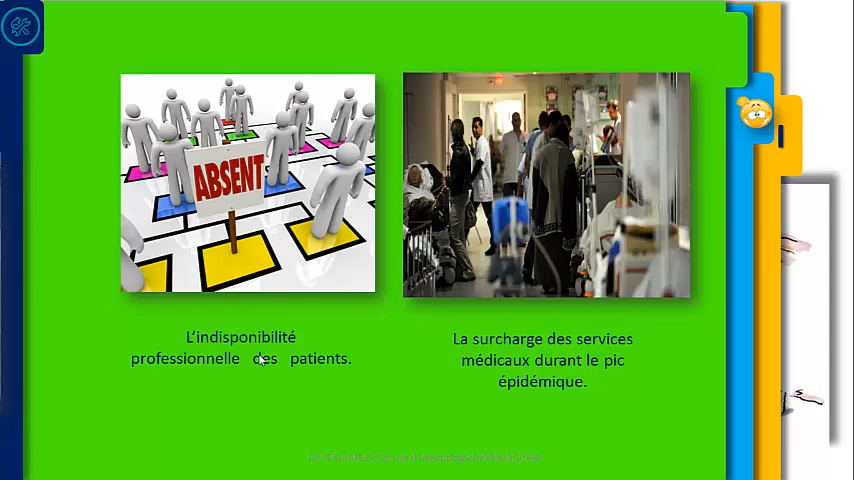 ABSENT
L'indisponibilité
professionnelle des patients.
La surcharge des services
médicaux durant le pic
épidémique.